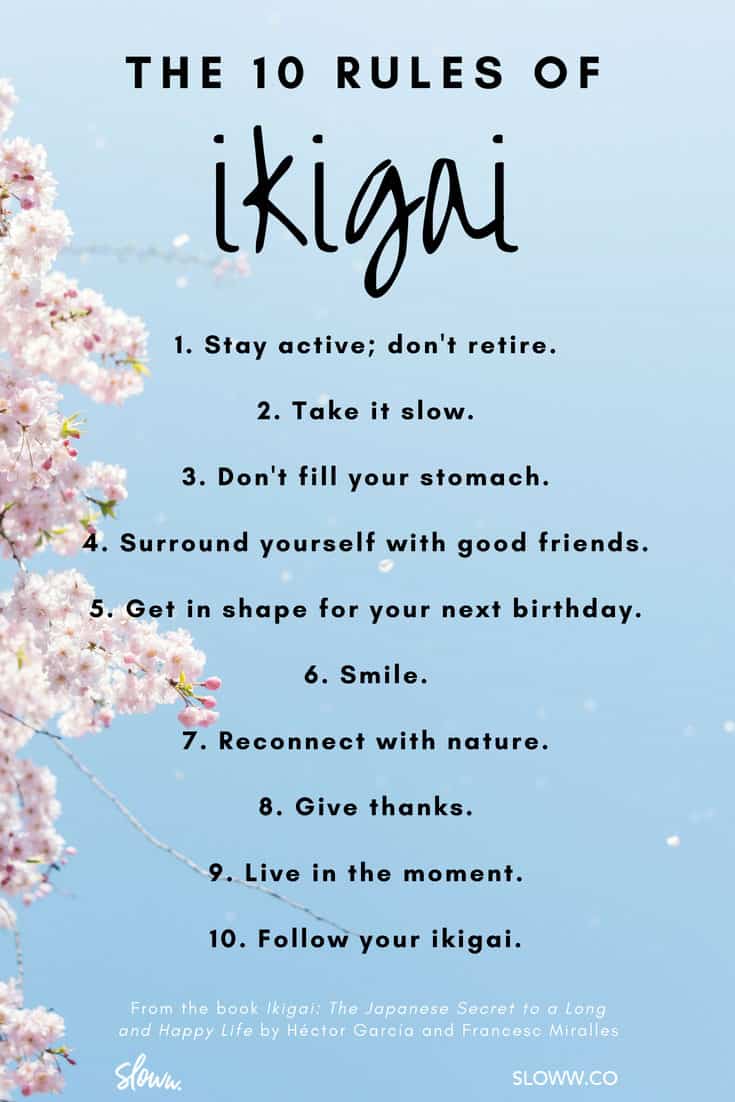 THE 10 RULES OF
ikigai
1. Stay active; don't retire.
2. Take it slow.
3. Don't fill your stomach.
4. Surround yourself with good friends.
5. Get in shape for your next birthday.
6. Smile.
7. Reconnect with nature.
8. Give thanks.
9. Live in the moment.
10. Follow your ikigai.
From the book Ikigai: The Japanese Secret to a Long
and Happy Life by Héctor García and Francesc Miralles
Sloww.
SLOWW.CO